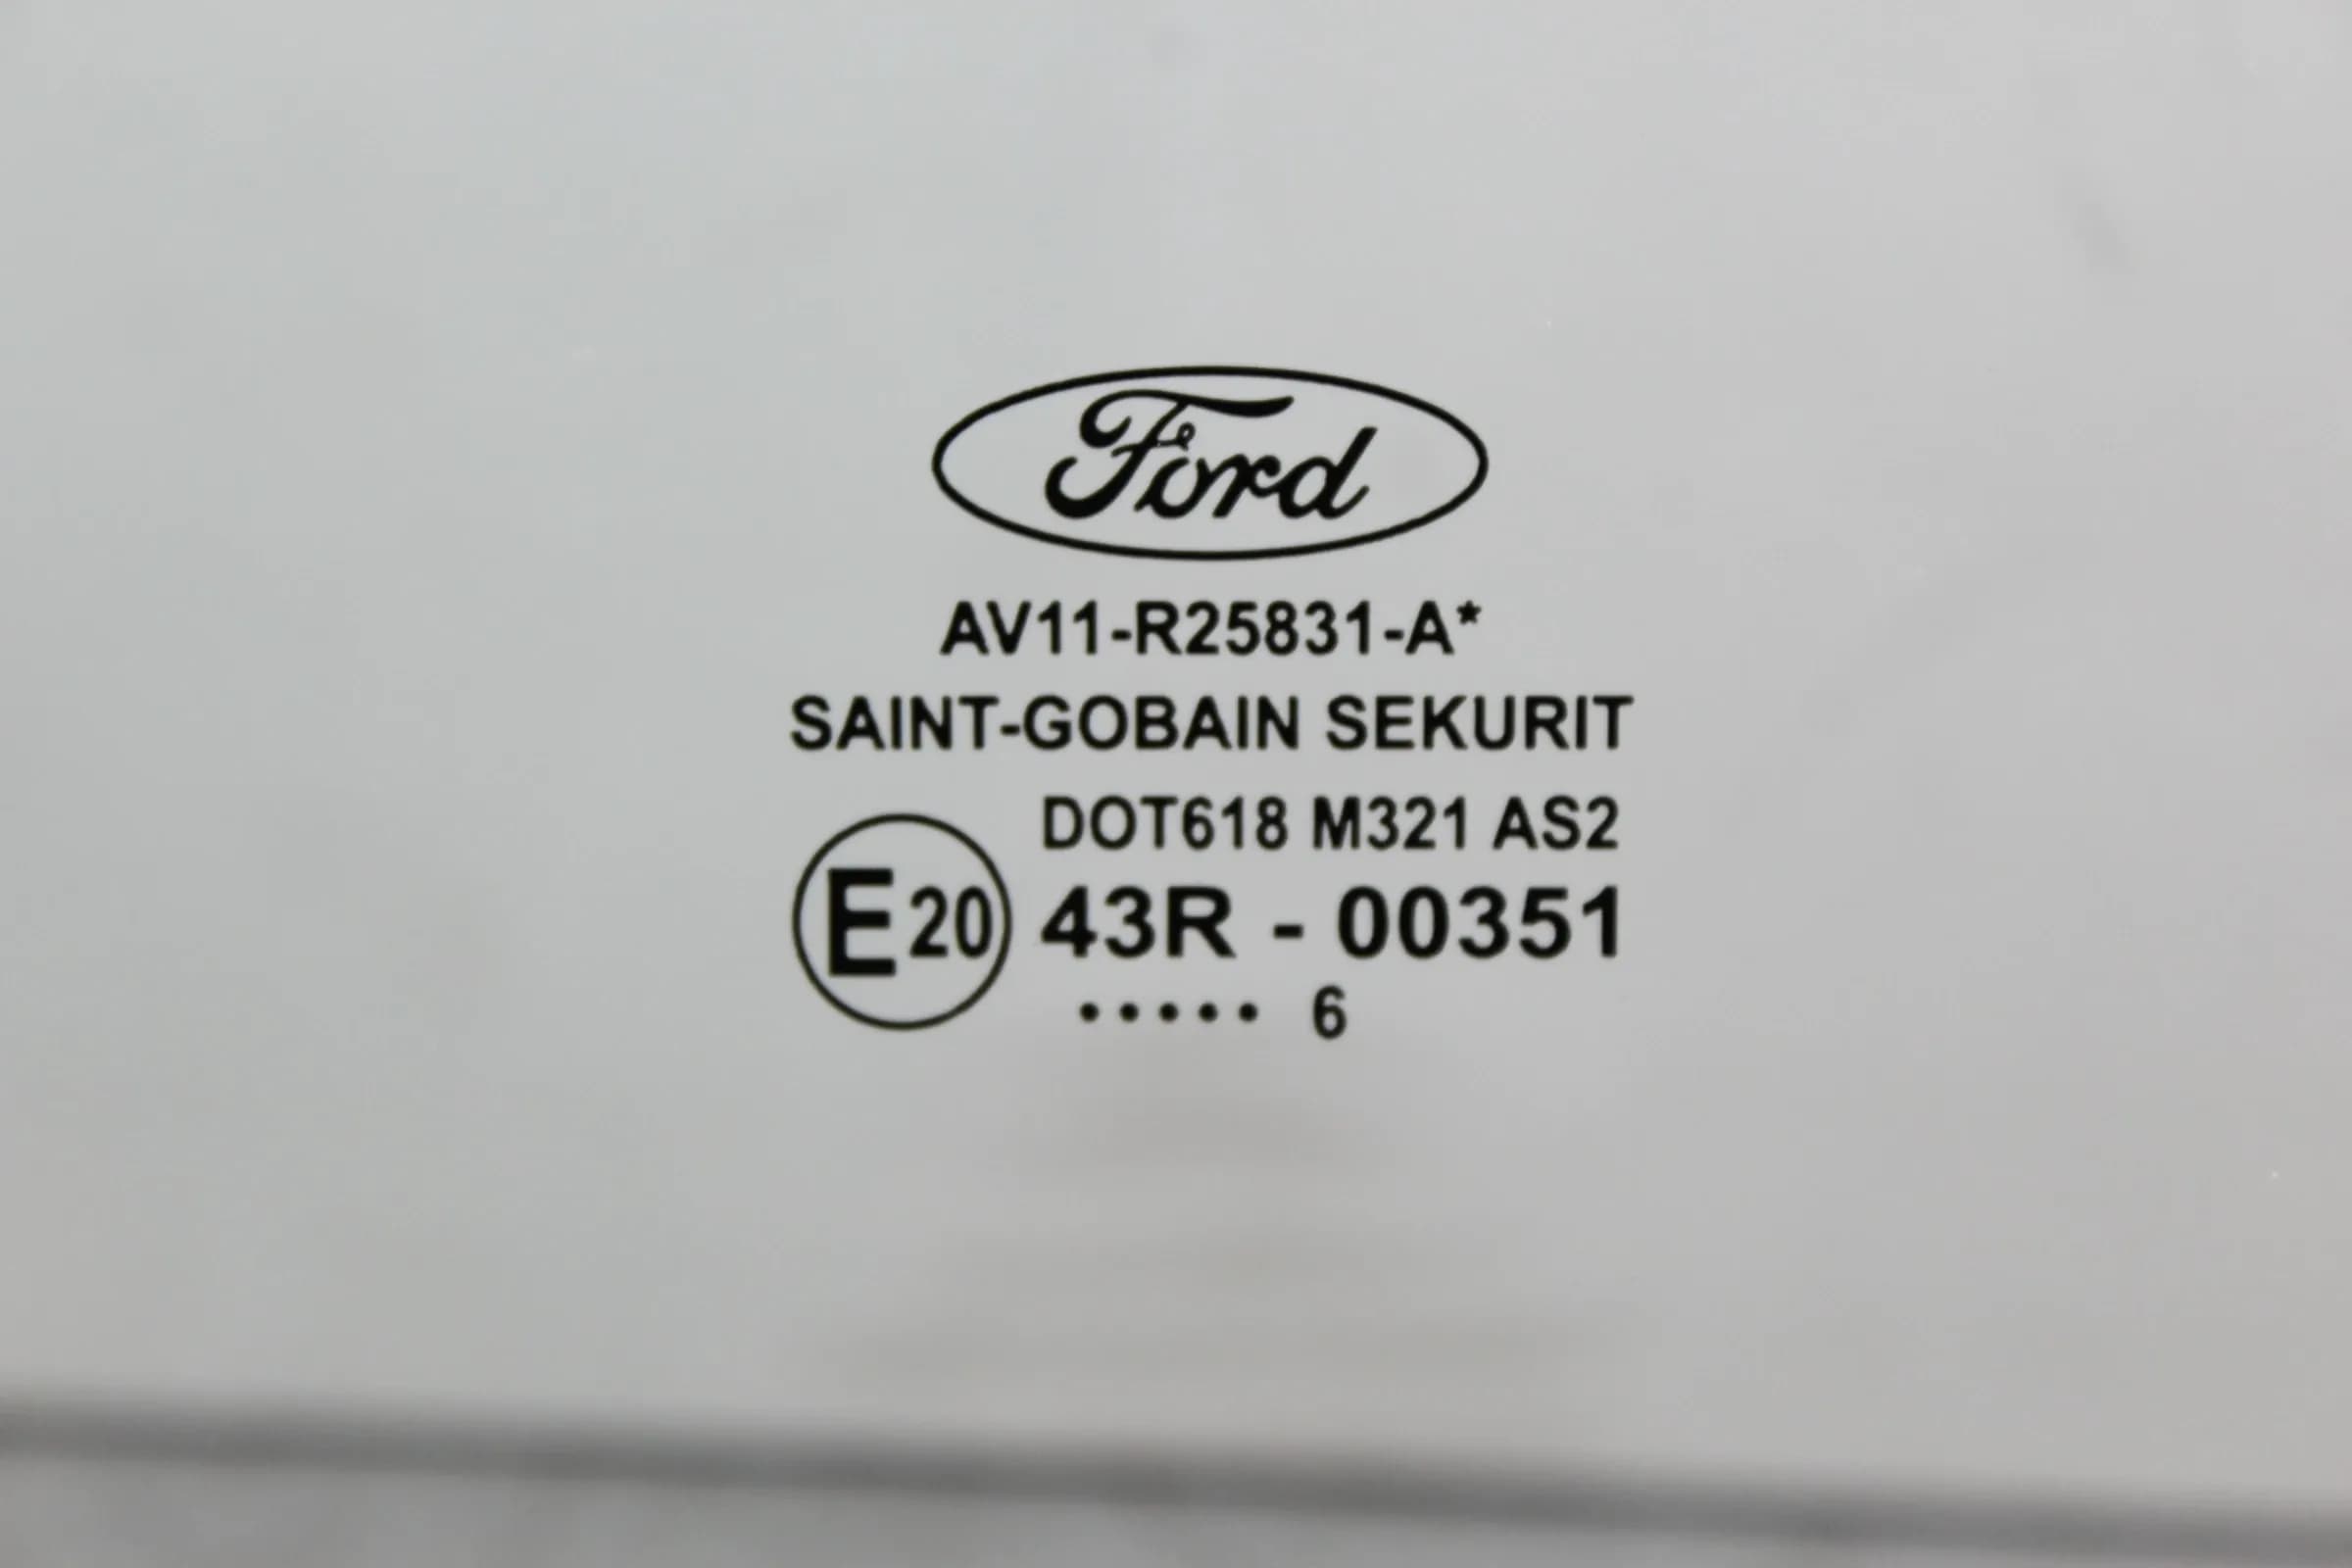 Ford
AV11-R25831-A*
SAINT-GOBAIN SEKURIT
DOT618 M321 AS2
E20 43R - 00351
••••• 6